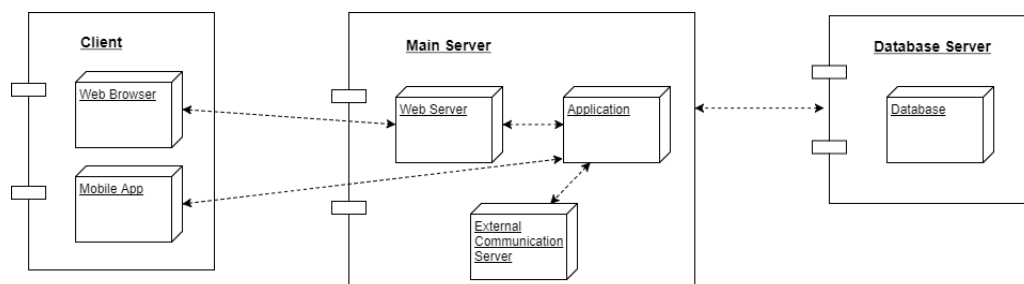 Client
Web Browser
Mobile App
Main Server
Web Server
Application
External
Communication
Server
Database Server
Database